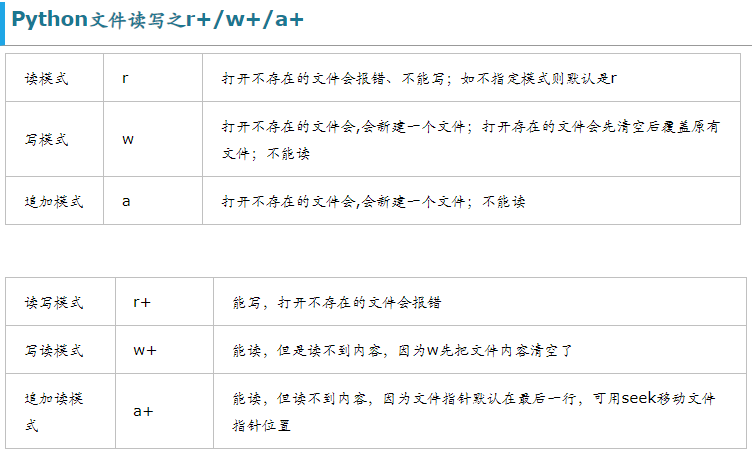 Python文件读写之r+/w+/a+
读模式 r 打开不存在的文件会报错、不能写；如不指定模式则默认是r
写模式 w 打开不存在的文件会,会新建一个文件；打开存在的文件会先清空后覆盖原有
文件；不能读
追加模式 a 打开不存在的文件会,会新建一个文件；不能读
读写模式 r+ 能写，打开不存在的文件会报错
写读模式 w+ 能读，但是读不到内容，因为w先把文件内容清空了
追加读模
式 a+ 能读，但读不到内容，因为文件指针默认在最后一行，可用seek移动文件
指针位置